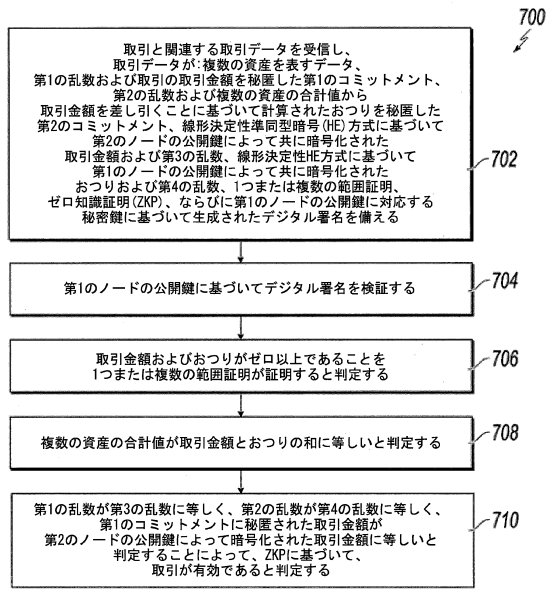 700
取引と関連する取引データを受信し、
取引データが:複数の資産を表すデータ、
第1の乱数および取引の取引金額を秘匿した第1のコミットメント、
第2の乱数および複数の資産の合計値から
取引金額を差し引くことに基づいて計算されたおつりを秘匿した
第2のコミットメント、線形決定性準同型暗号(HE)方式に基づいて
第2のノードの公開鍵によって共に暗号化された
取引金額および第3の乱数、線形決定性HE方式に基づいて
第1のノードの公開鍵によって共に暗号化された
おつりおよび第4の乱数、1つまたは複数の範囲証明、
ゼロ知識証明(ZKP)、ならびに第1のノードの公開鍵に対応する
秘密鍵に基づいて生成されたデジタル署名を備える
702
第1のノードの公開鍵に基づいてデジタル署名を検証する
704
取引金額およびおつりがゼロ以上であることを
1つまたは複数の範囲証明が証明すると判定する
706
複数の資産の合計値が取引金額とおつりの和に等しいと判定する
708
第1の乱数が第3の乱数に等しく、第2の乱数が第4の乱数に等しく、
第1のコミットメントに秘匿された取引金額が
第2のノードの公開鍵によって暗号化された取引金額に等しいと
判定することによって、ZKPに基づいて、
取引が有効であると判定する
710